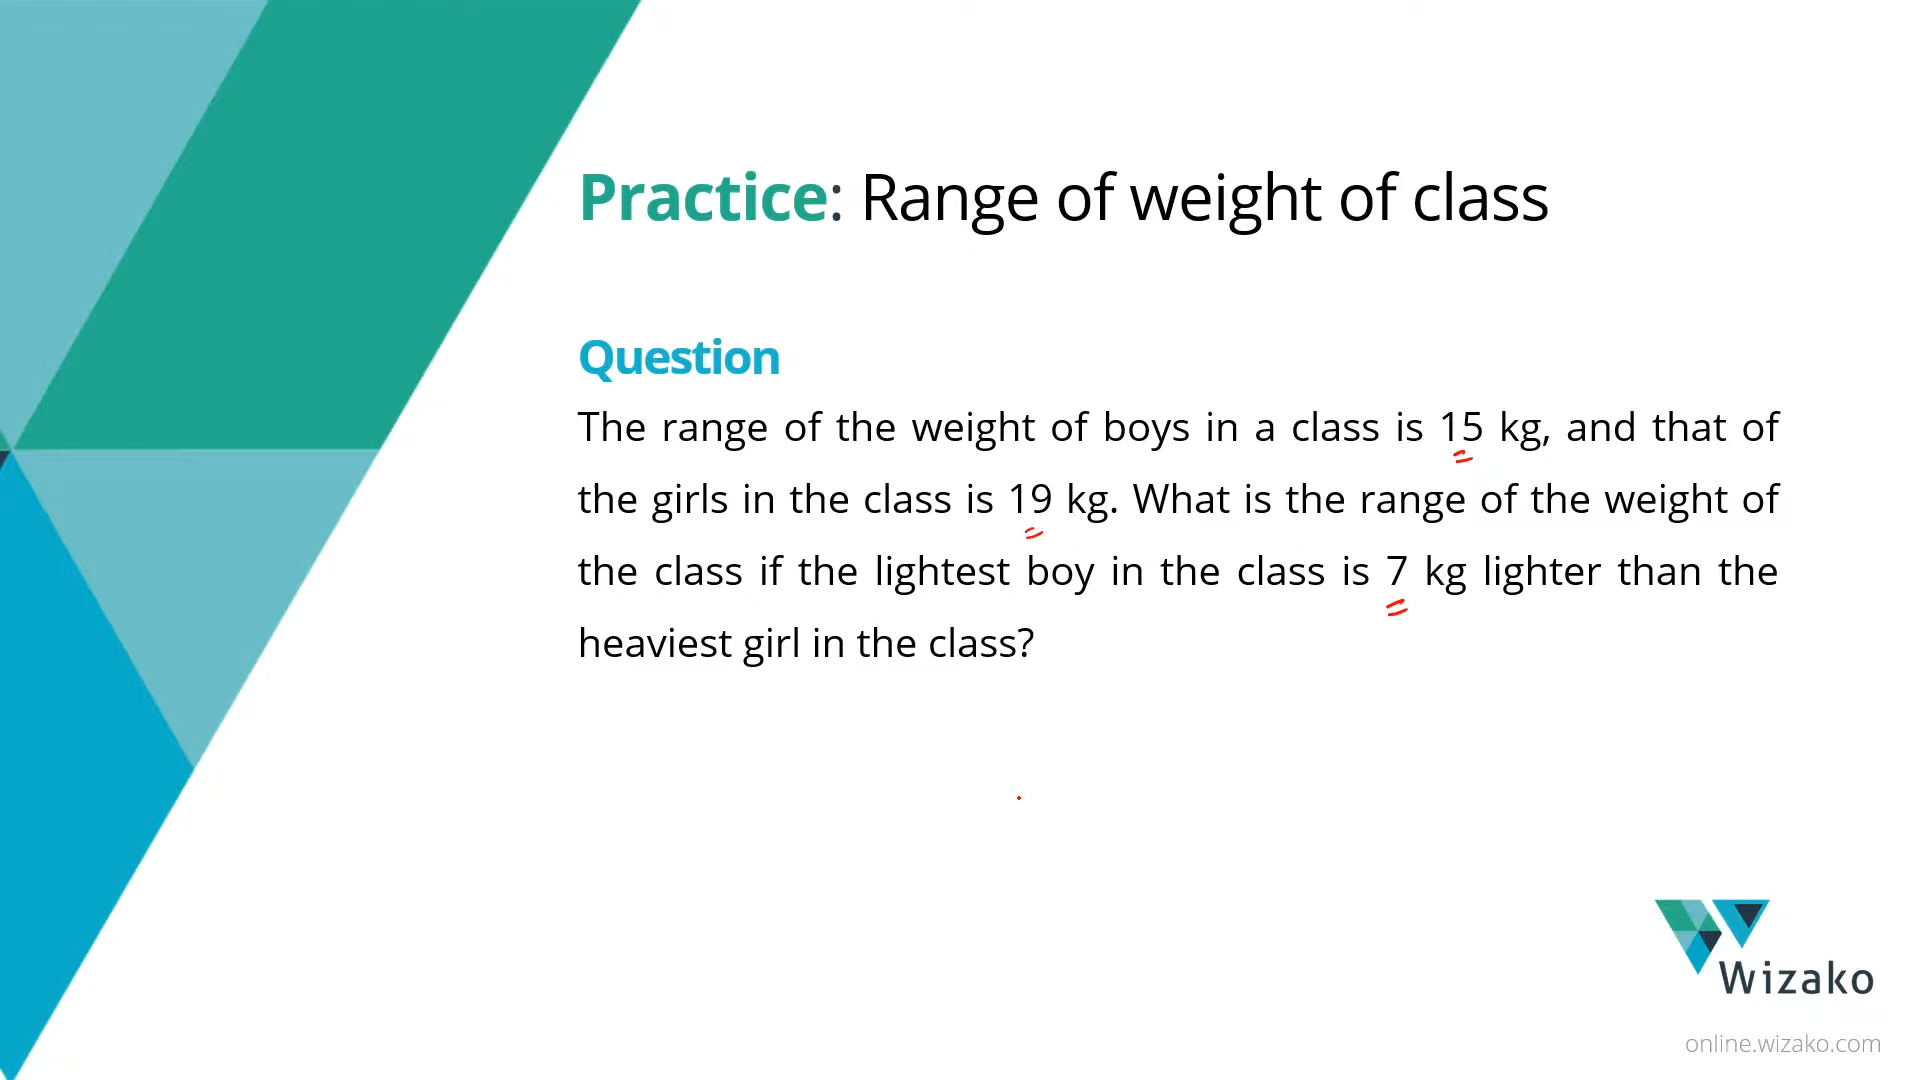 Practice: Range of weight of class
Question
The range of the weight of boys in a class is 15 kg, and that of
the girls in the class is 19 kg. What is the range of the weight of
the class if the lightest boy in the class is 7 kg lighter than the
heaviest girl in the class?
Wizako
online.wizako.com